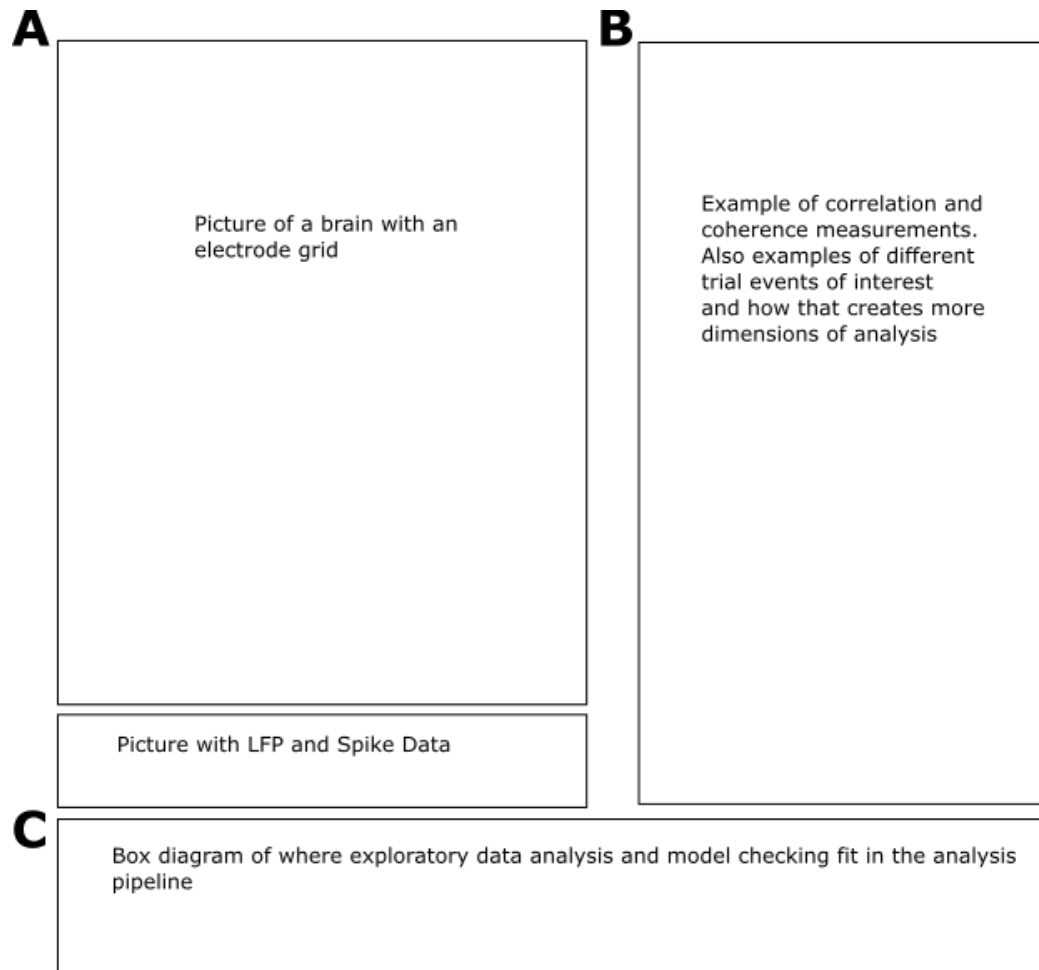 A
Picture of a brain with an
electrode grid
Picture with LFP and Spike Data
B
Example of correlation and
coherence measurements.
Also examples of different
trial events of interest
and how that creates more
dimensions of analysis
C
Box diagram of where exploratory data analysis and model checking fit in the analysis
pipeline